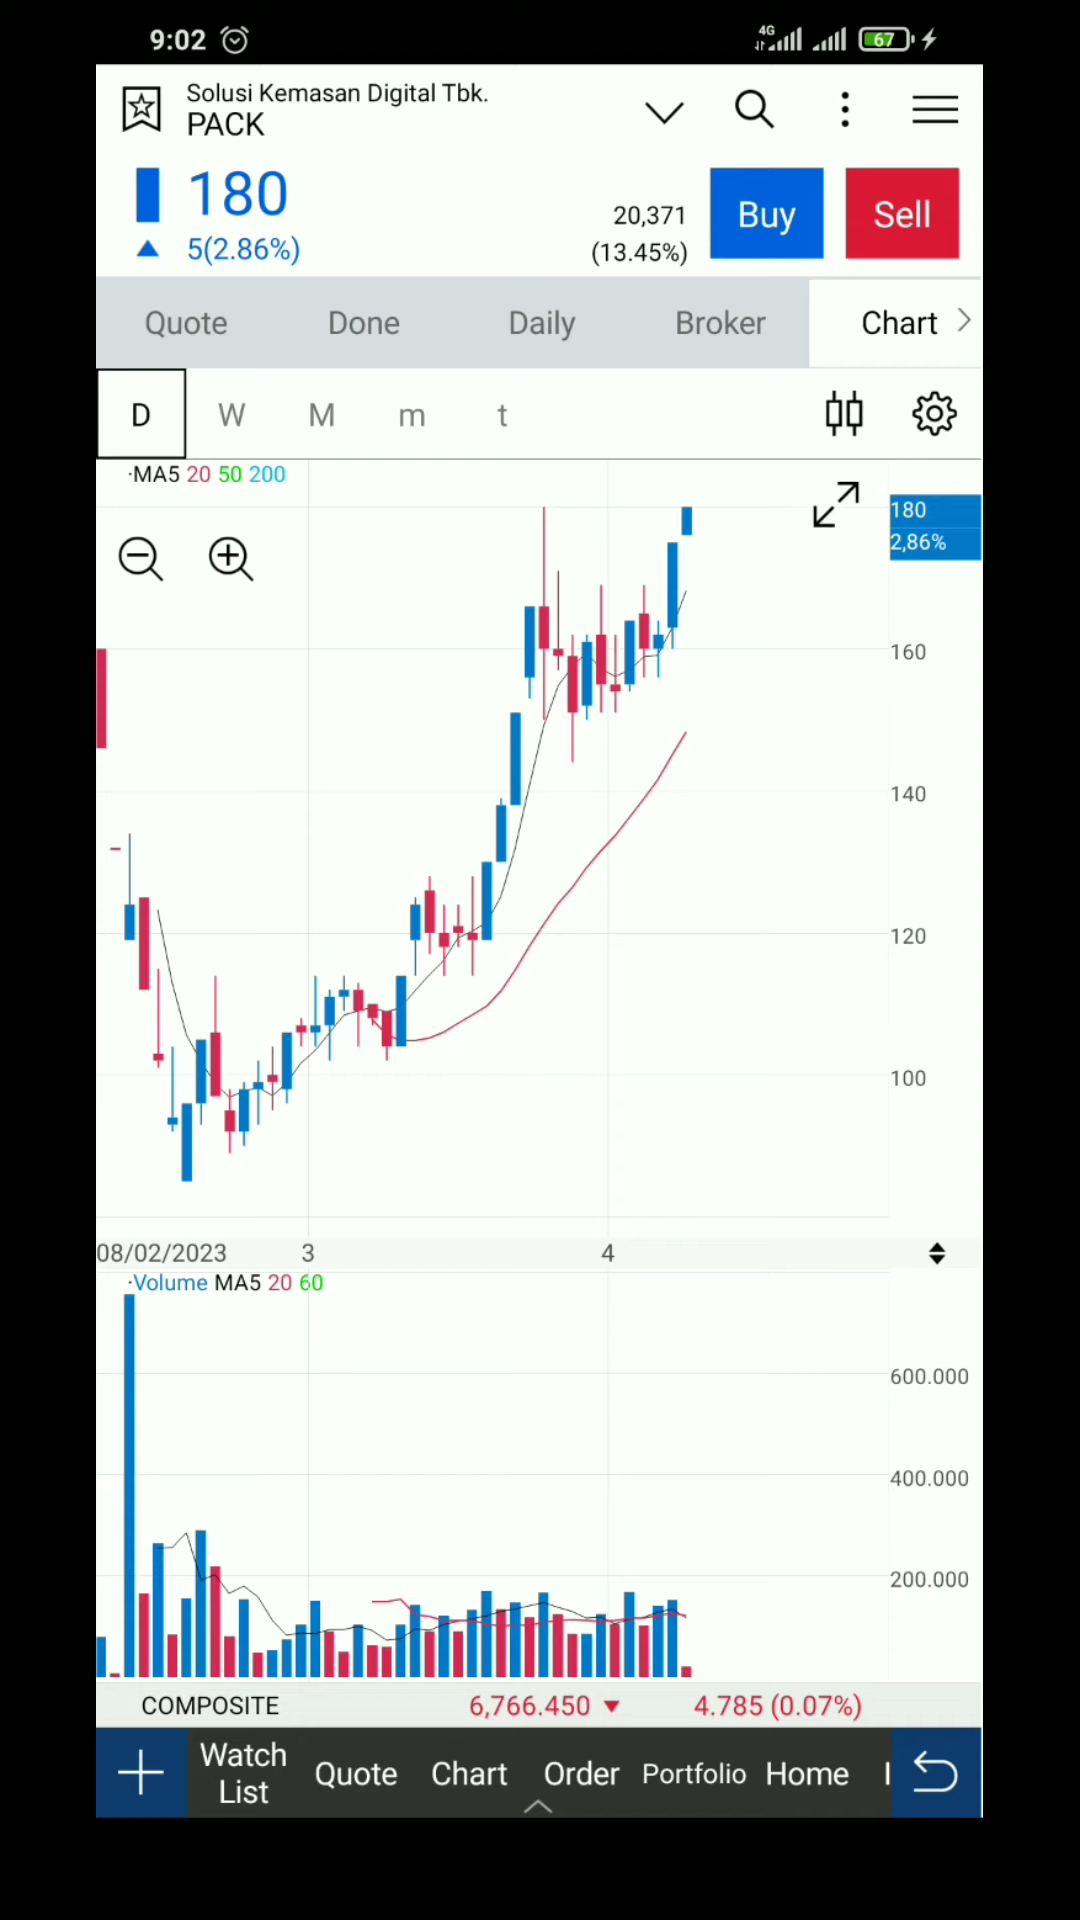 9:02
4G
67
Solusi Kemasan Digital Tbk.
PACK
180
5(2.86%)
20,371
(13.45%)
Buy
Sell
Quote
Done
Daily
Broker
Chart
D
W
M
m
t
·MA5 20 50 200
180
2,86%
160
140
120
100
08/02/2023
3
4
·Volume MA5 20 60
600.000
400.000
200.000
COMPOSITE
6,766.450
4.785 (0.07%)
Watch
List
Quote
Chart
Order
Portfolio
Home